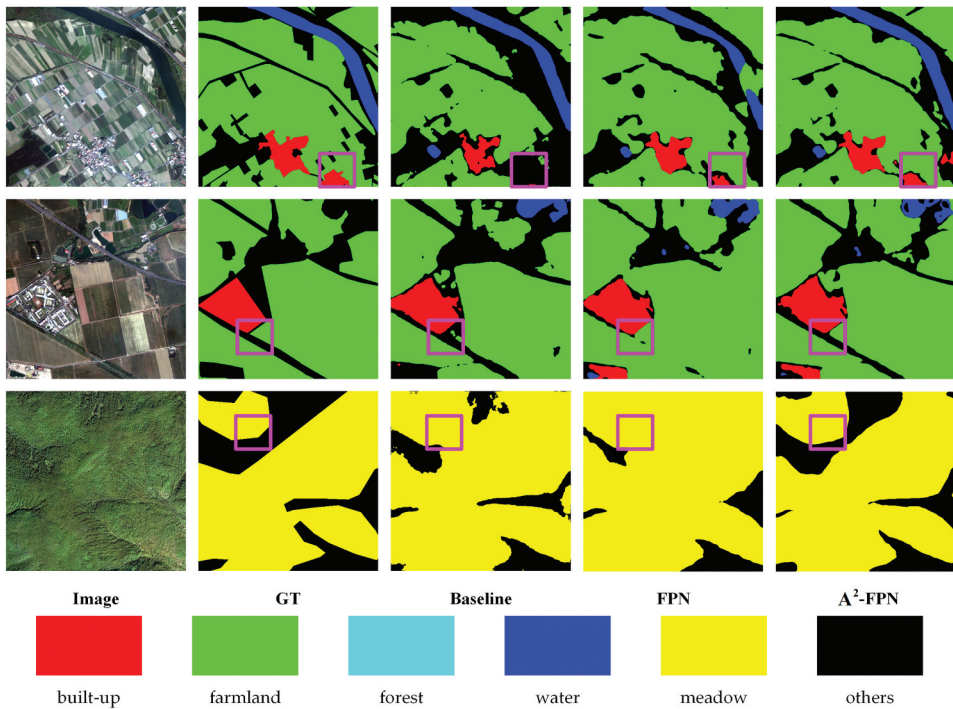 Image GT Baseline FPN A²-FPN
built-up farmland forest water meadow others